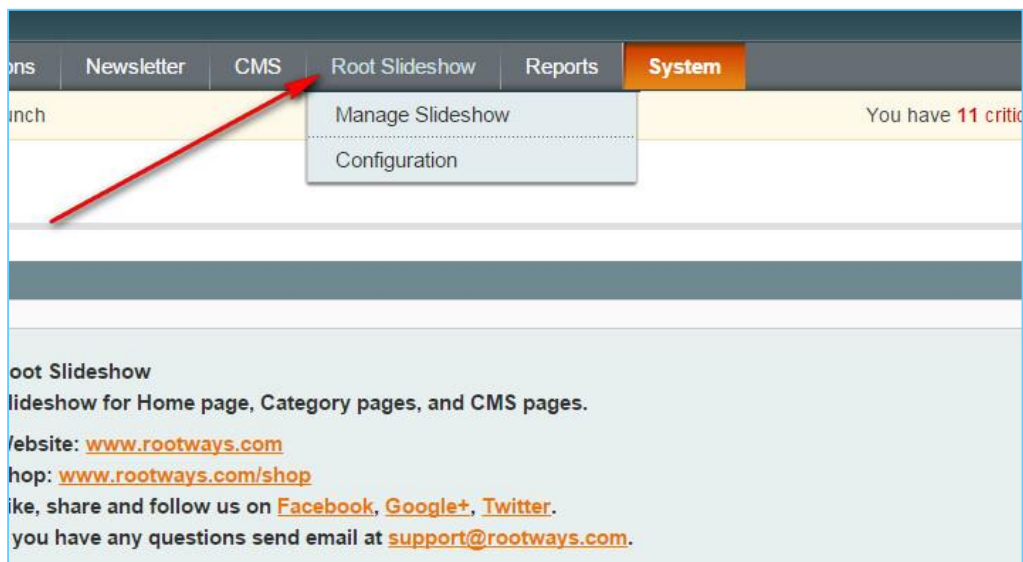 ons Newsletter CMS Root Slideshow Reports System
unch You have 11 critic
Manage Slideshow
Configuration
oot Slideshow
lideshow for Home page, Category pages, and CMS pages.
Website: www.rootways.com
hop: www.rootways.com/shop
ike, share and follow us on Facebook, Google+, Twitter.
you have any questions send email at support@rootways.com.